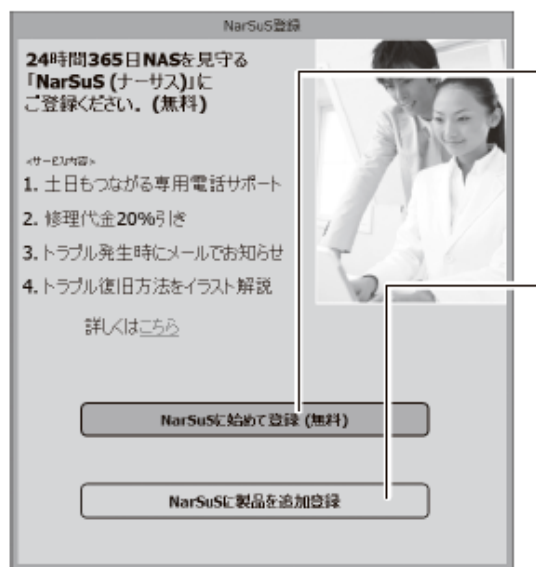 NarSuS登録
24時間365日NASを見守る
「NarSuS (ナーサス)」に
ご登録ください。(無料)
<サービス内容>
1. 土日もつながる専用電話サポート
2. 修理代金20%引き
3. トラブル発生時にメールでお知らせ
4. トラブル復旧方法をイラスト解説
詳しくはこちら
NarSuSに始めて登録 (無料)
NarSuSに製品を追加登録